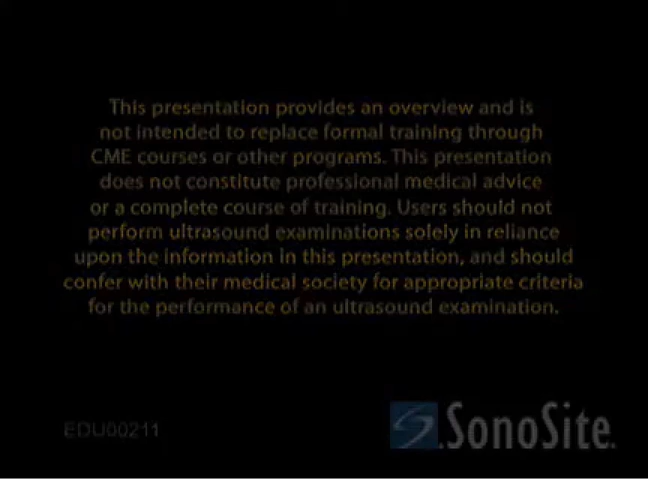 This presentation provides an overview and is
not intended to replace formal training through
CME courses or other programs. This presentation
does not constitute professional medical advice
or a complete course of training. Users should not
perform ultrasound examinations solely in reliance
upon the information in this presentation, and should
confer with their medical society for appropriate criteria
for the performance of an ultrasound examination.
EDU00211
SonoSite.